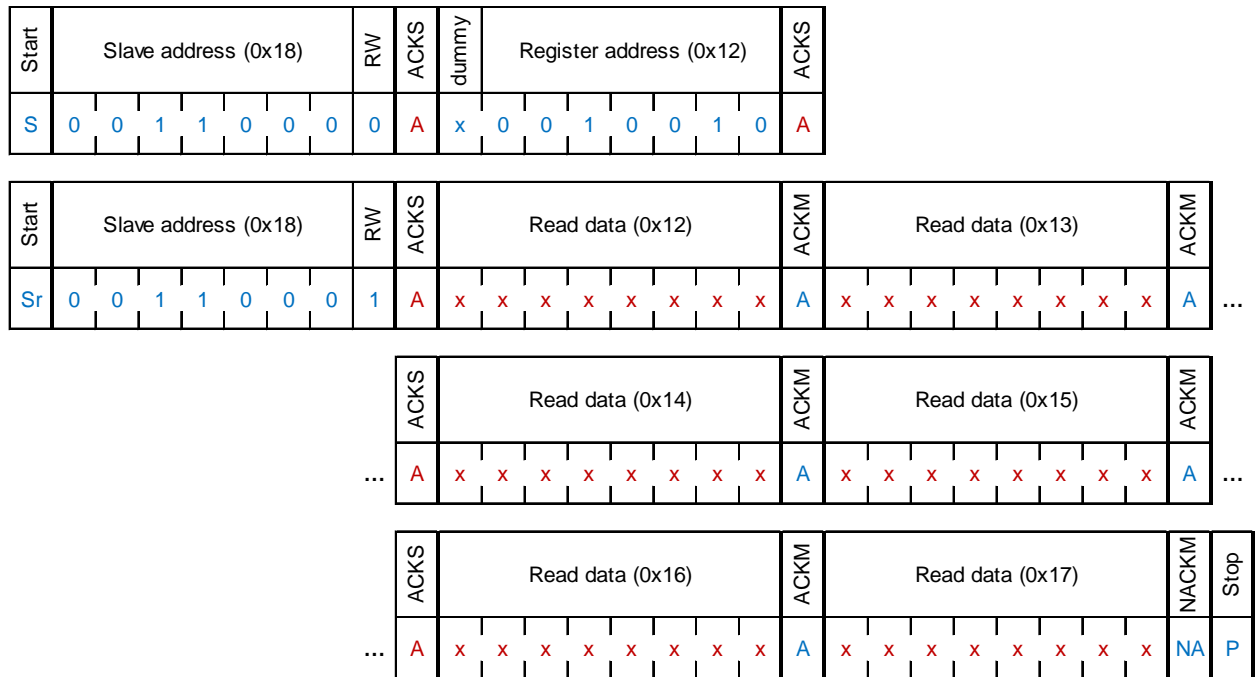 Start Slave address (0x18) RW ACKS dummy Register address (0x12) ACKS
S 0 0 1 1 0 0 0 0 A x 0 0 1 0 0 1 0 A
Start Slave address (0x18) RW ACKS Read data (0x12) ACKM Read data (0x13) ACKM
Sr 0 0 1 1 0 0 0 1 A x x x x x x x x A x x x x x x x x A ...
ACKS Read data (0x14) ACKM Read data (0x15) ACKM
... A x x x x x x x x A x x x x x x x x A ...
ACKS Read data (0x16) ACKM Read data (0x17) NACKM Stop
... A x x x x x x x x A x x x x x x x x NA P